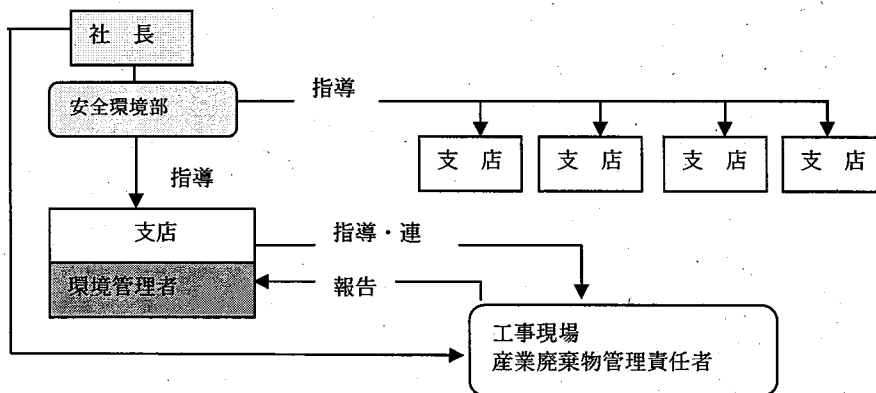 社 長
安全環境部
指導
支 店
支 店
支 店
支 店
指導
支店
指導・連
環境管理者
報告
工事現場
産業廃棄物管理責任者